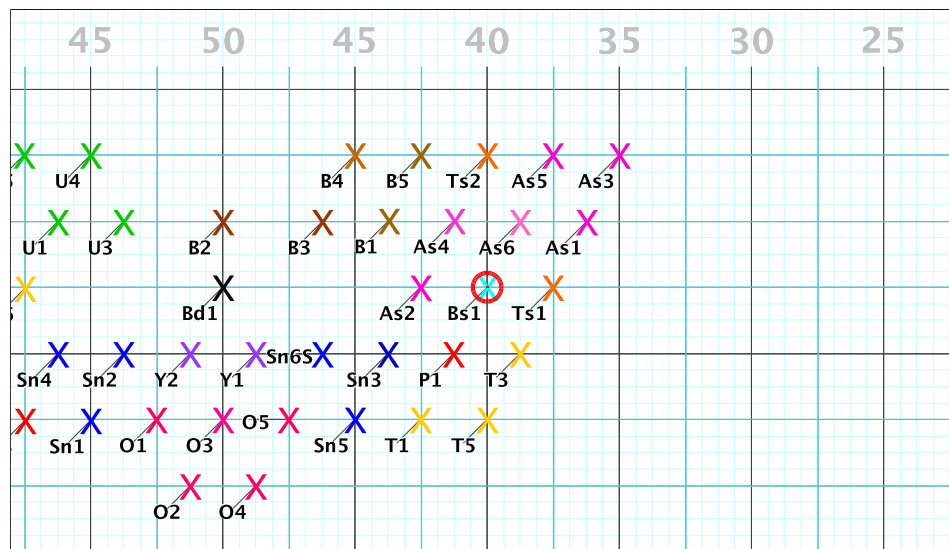 45 50 45 40 35 30 25
U4 B4 B5 Ts2 As5 As3
U1 U3 B2 B3 B1 As4 As6 As1
Bd1 As2 Bs1 Ts1
Sn4 Sn2 Y2 Y1 Sn6S Sn3 P1 T3
Sn1 O1 O3 O5 Sn5 T1 T5
O2 O4